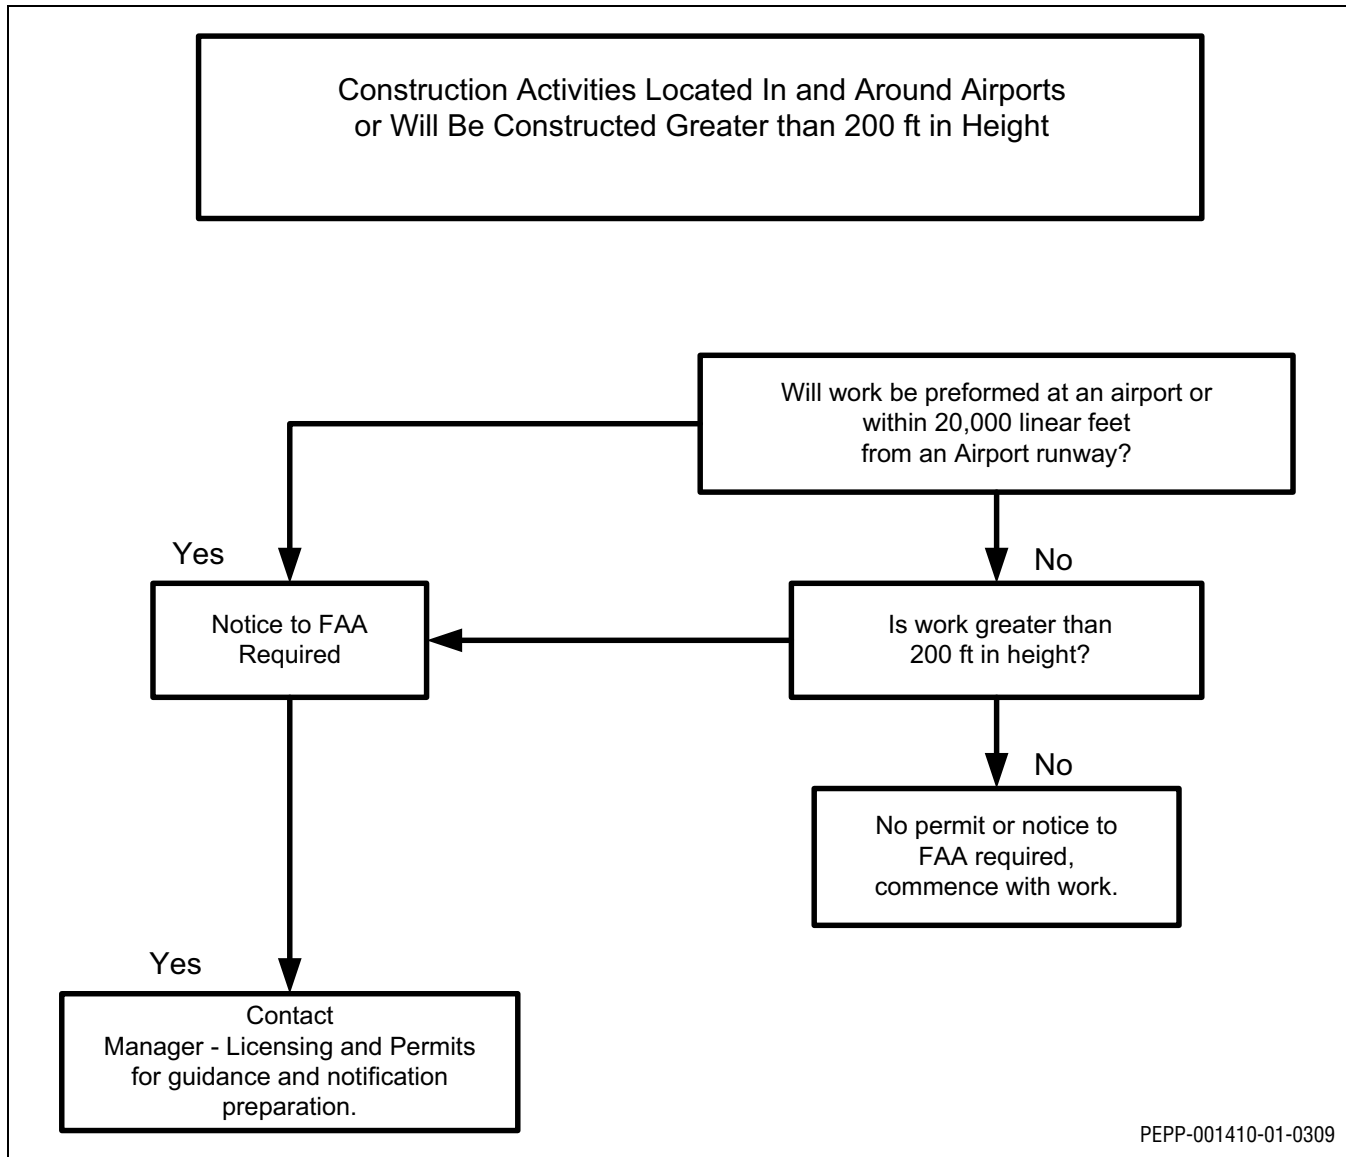 Construction Activities Located In and Around Airports
or Will Be Constructed Greater than 200 ft in Height
Will work be preformed at an airport or
within 20,000 linear feet
from an Airport runway?
Yes
No
Notice to FAA
Required
Is work greater than
200 ft in height?
No
No permit or notice to
FAA required,
commence with work.
Yes
Contact
Manager - Licensing and Permits
for guidance and notification
preparation.
PEPP-001410-01-0309